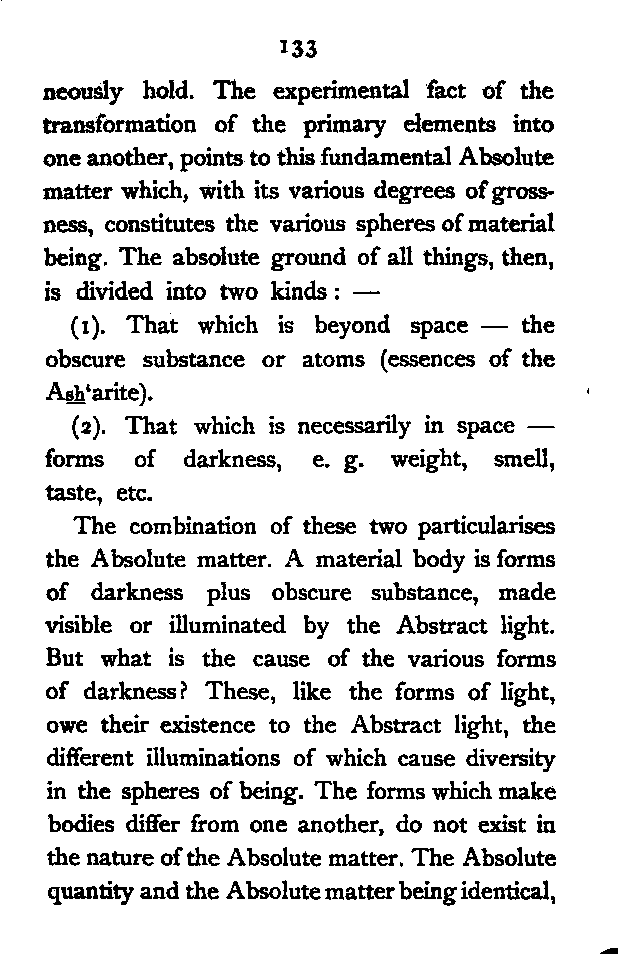 133
neously hold. The experimental fact of the
transformation of the primary elements into
one another, points to this fundamental Absolute
matter which, with its various degrees of gross-
ness, constitutes the various spheres of material
being. The absolute ground of all things, then,
is divided into two kinds : —
(1). That which is beyond space — the
obscure substance or atoms (essences of the
Ash‘arite).
(2). That which is necessarily in space —
forms of darkness, e. g. weight, smell,
taste, etc.
The combination of these two particularises
the Absolute matter. A material body is forms
of darkness plus obscure substance, made
visible or illuminated by the Abstract light.
But what is the cause of the various forms
of darkness? These, like the forms of light,
owe their existence to the Abstract light, the
different illuminations of which cause diversity
in the spheres of being. The forms which make
bodies differ from one another, do not exist in
the nature of the Absolute matter. The Absolute
quantity and the Absolute matter being identical,